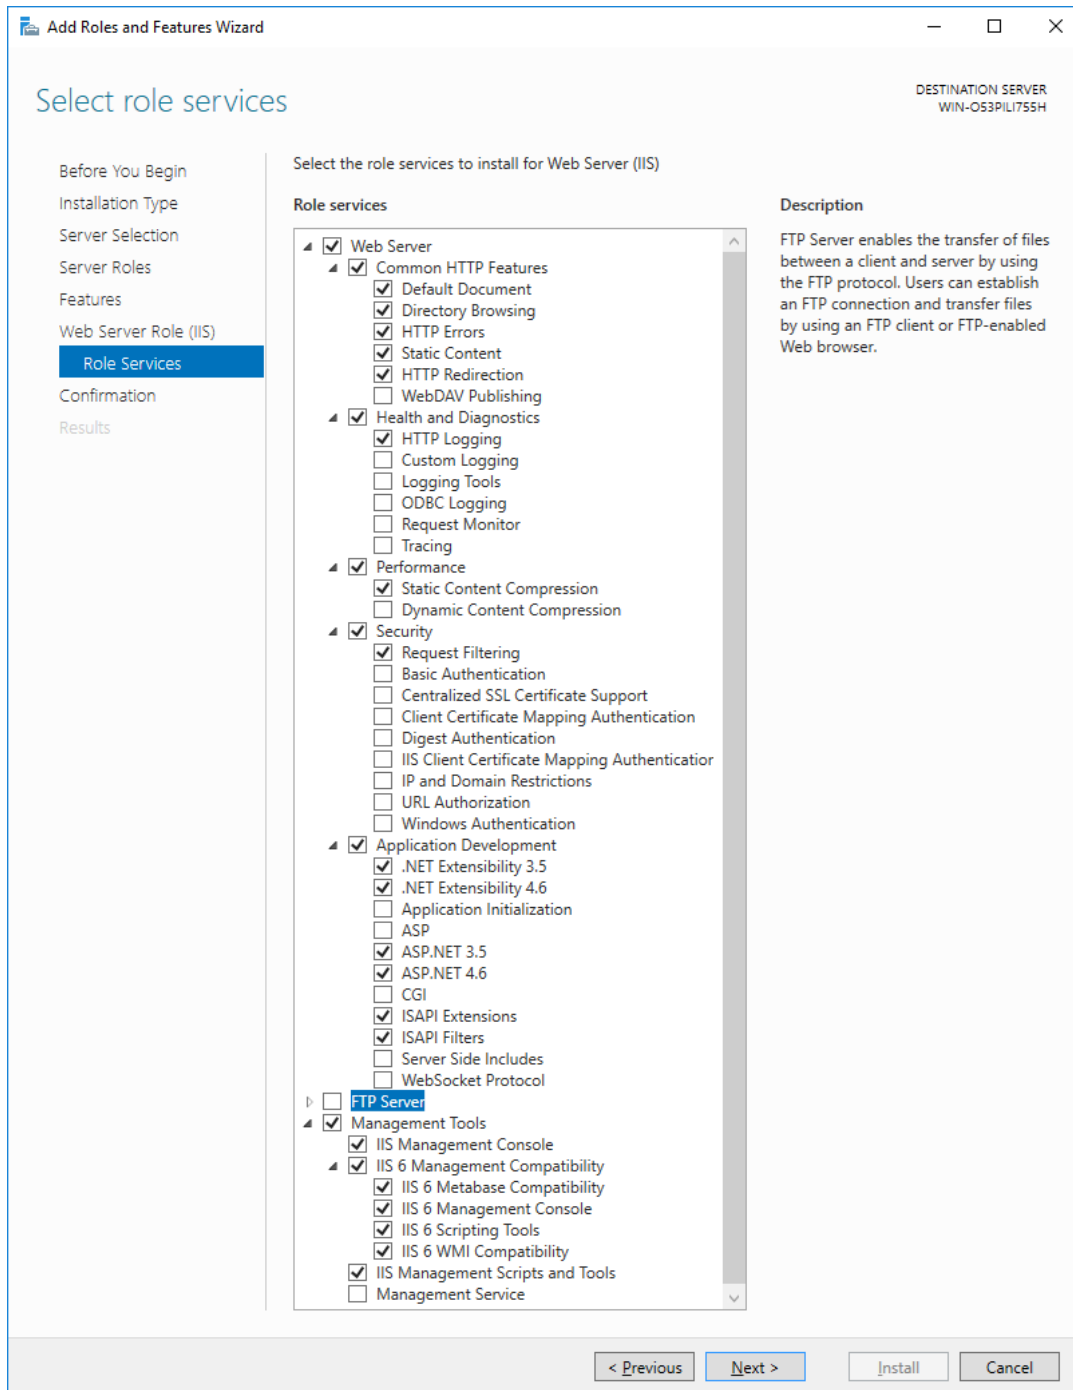 Add Roles and Features Wizard
Select role services
DESTINATION SERVER
WIN-O53PILI755H
Before You Begin
Installation Type
Server Selection
Server Roles
Features
Web Server Role (IIS)
Role Services
Confirmation
Results
Select the role services to install for Web Server (IIS)
Role services
Web Server
Common HTTP Features
Default Document
Directory Browsing
HTTP Errors
Static Content
HTTP Redirection
WebDAV Publishing
Health and Diagnostics
HTTP Logging
Custom Logging
Logging Tools
ODBC Logging
Request Monitor
Tracing
Performance
Static Content Compression
Dynamic Content Compression
Security
Request Filtering
Basic Authentication
Centralized SSL Certificate Support
Client Certificate Mapping Authentication
Digest Authentication
IIS Client Certificate Mapping Authentication
IP and Domain Restrictions
URL Authorization
Windows Authentication
Application Development
.NET Extensibility 3.5
.NET Extensibility 4.6
Application Initialization
ASP
ASP.NET 3.5
ASP.NET 4.6
CGI
ISAPI Extensions
ISAPI Filters
Server Side Includes
WebSocket Protocol
FTP Server
Management Tools
IIS Management Console
IIS 6 Management Compatibility
IIS 6 Metabase Compatibility
IIS 6 Management Console
IIS 6 Scripting Tools
IIS 6 WMI Compatibility
IIS Management Scripts and Tools
Management Service
Description
FTP Server enables the transfer of files
between a client and server by using
the FTP protocol. Users can establish
an FTP connection and transfer files
by using an FTP client or FTP-enabled
Web browser.
< Previous
Next >
Install
Cancel